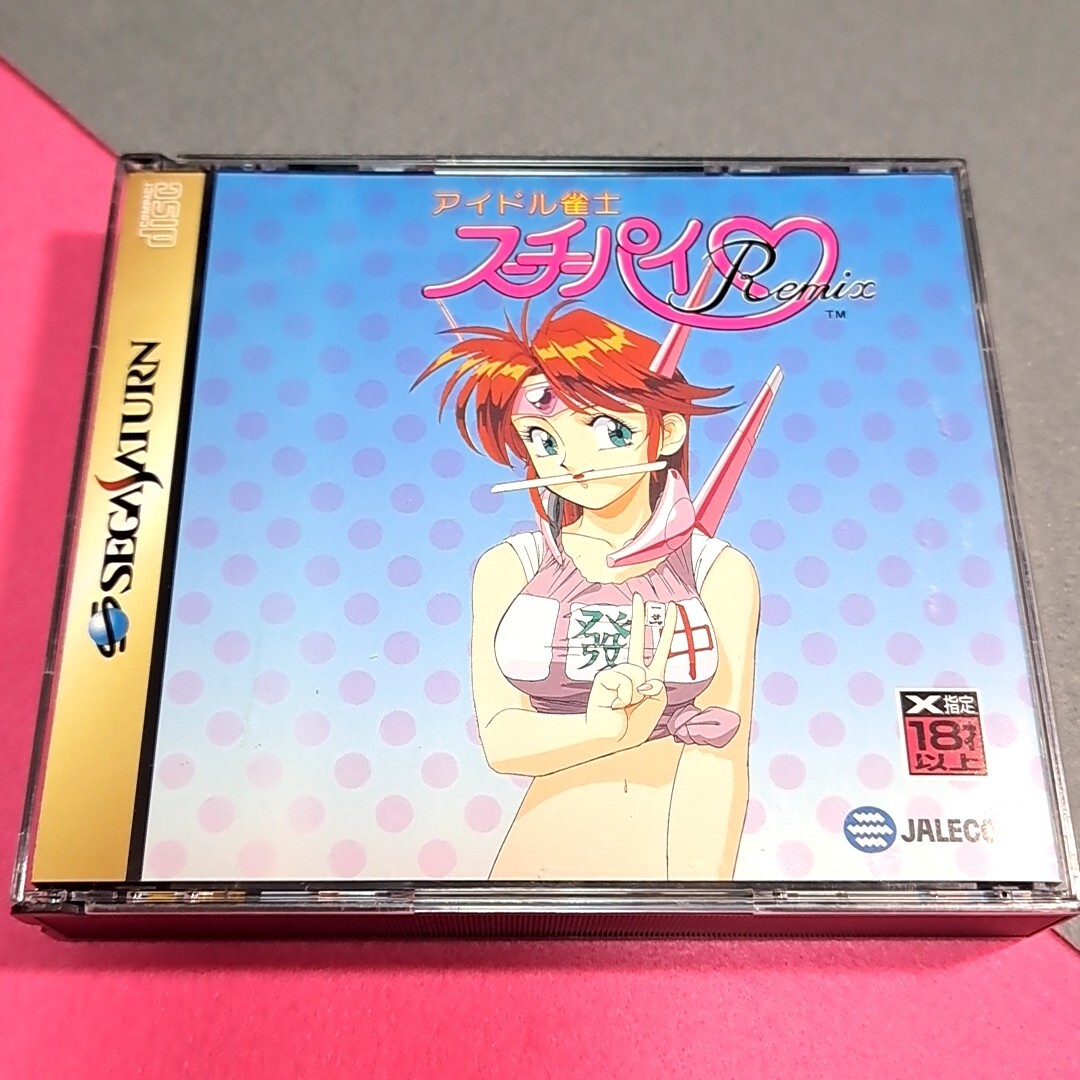 COMPACT
disc
SEGA SATURN
アイドル雀士
スーチーパイ
Remix
TM
發
中
X指定
18才
以上
JALECO